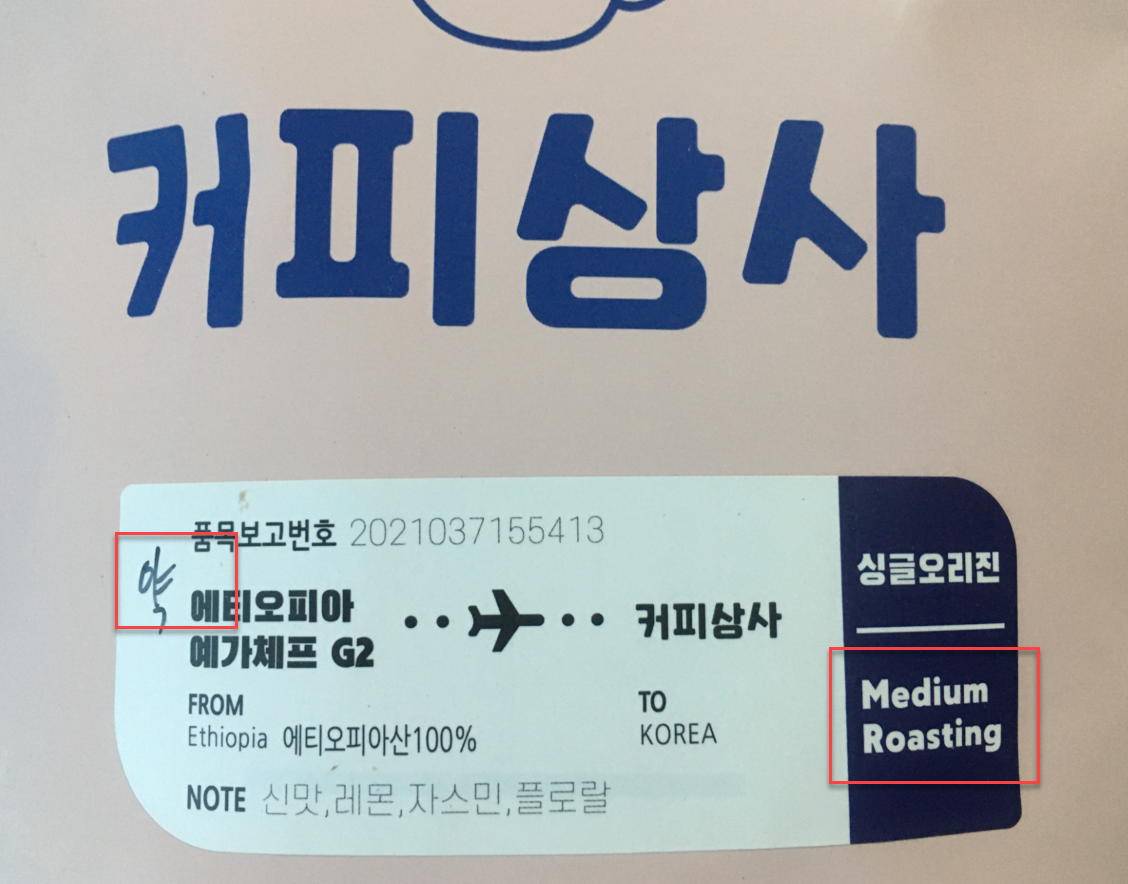 커피상사
품목보고번호 2021037155413
약
에티오피아
예가체프 G2
커피상사
FROM
Ethiopia 에티오피아산100%
TO
KOREA
NOTE 신맛,레몬,자스민,플로랄
싱글오리진
Medium
Roasting